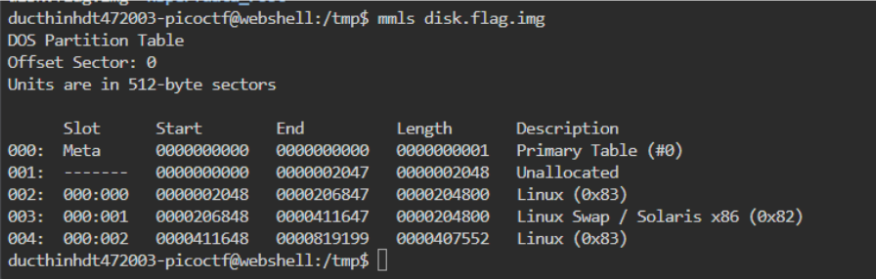 ducthinhdt472003-picoctf@webshell:/tmp$ mmls disk.flag.img
DOS Partition Table
Offset Sector: 0
Units are in 512-byte sectors
Slot Start End Length Description
000: Meta 0000000000 0000000000 0000000001 Primary Table (#0)
001: ------- 0000000000 0000002047 0000002048 Unallocated
002: 000:000 0000002048 0000206847 0000204800 Linux (0x83)
003: 000:001 0000206848 0000411647 0000204800 Linux Swap / Solaris x86 (0x82)
004: 000:002 0000411648 0000819199 0000407552 Linux (0x83)
ducthinhdt472003-picoctf@webshell:/tmp$